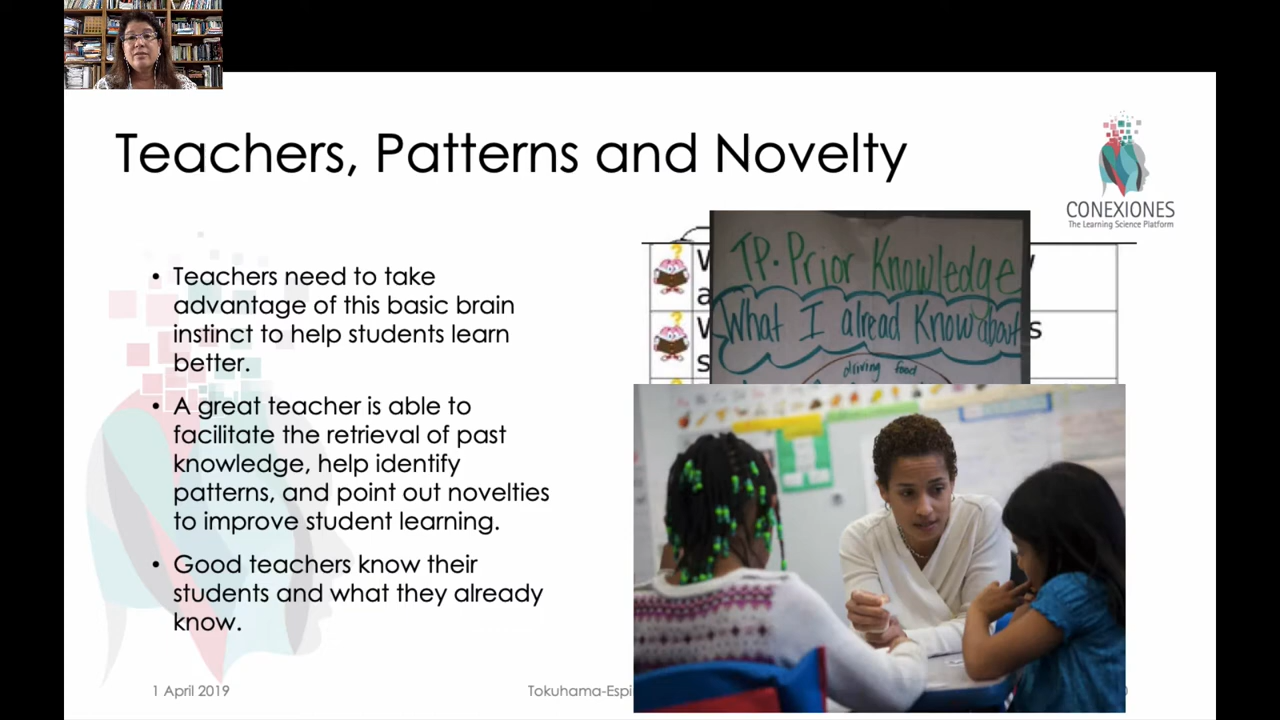 Teachers, Patterns and Novelty
CONEXIONES
The Learning Science Platform
• Teachers need to take
advantage of this basic brain
instinct to help students learn
better.
• A great teacher is able to
facilitate the retrieval of past
knowledge, help identify
patterns, and point out novelties
to improve student learning.
• Good teachers know their
students and what they already
know.
TP. Prior Knowledge
What I alread Know about
driving food
1 April 2019
Tokuhama-Espi